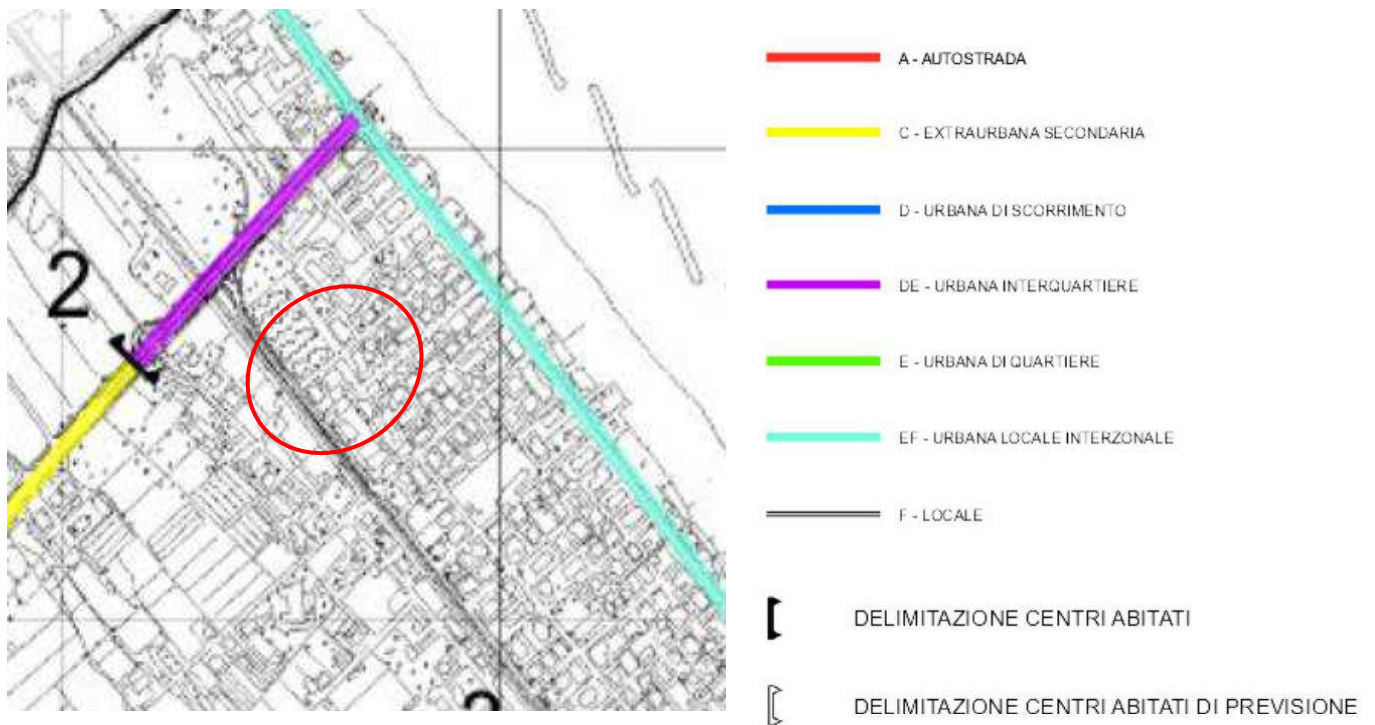 2
A - AUTOSTRADA
C - EXTRAURBANA SECONDARIA
D - URBANA DI SCORRIMENTO
DE - URBANA INTERQUARTIERE
E - URBANA DI QUARTIERE
EF - URBANA LOCALE INTERZONALE
F - LOCALE
DELIMITAZIONE CENTRI ABITATI
DELIMITAZIONE CENTRI ABITATI DI PREVISIONE